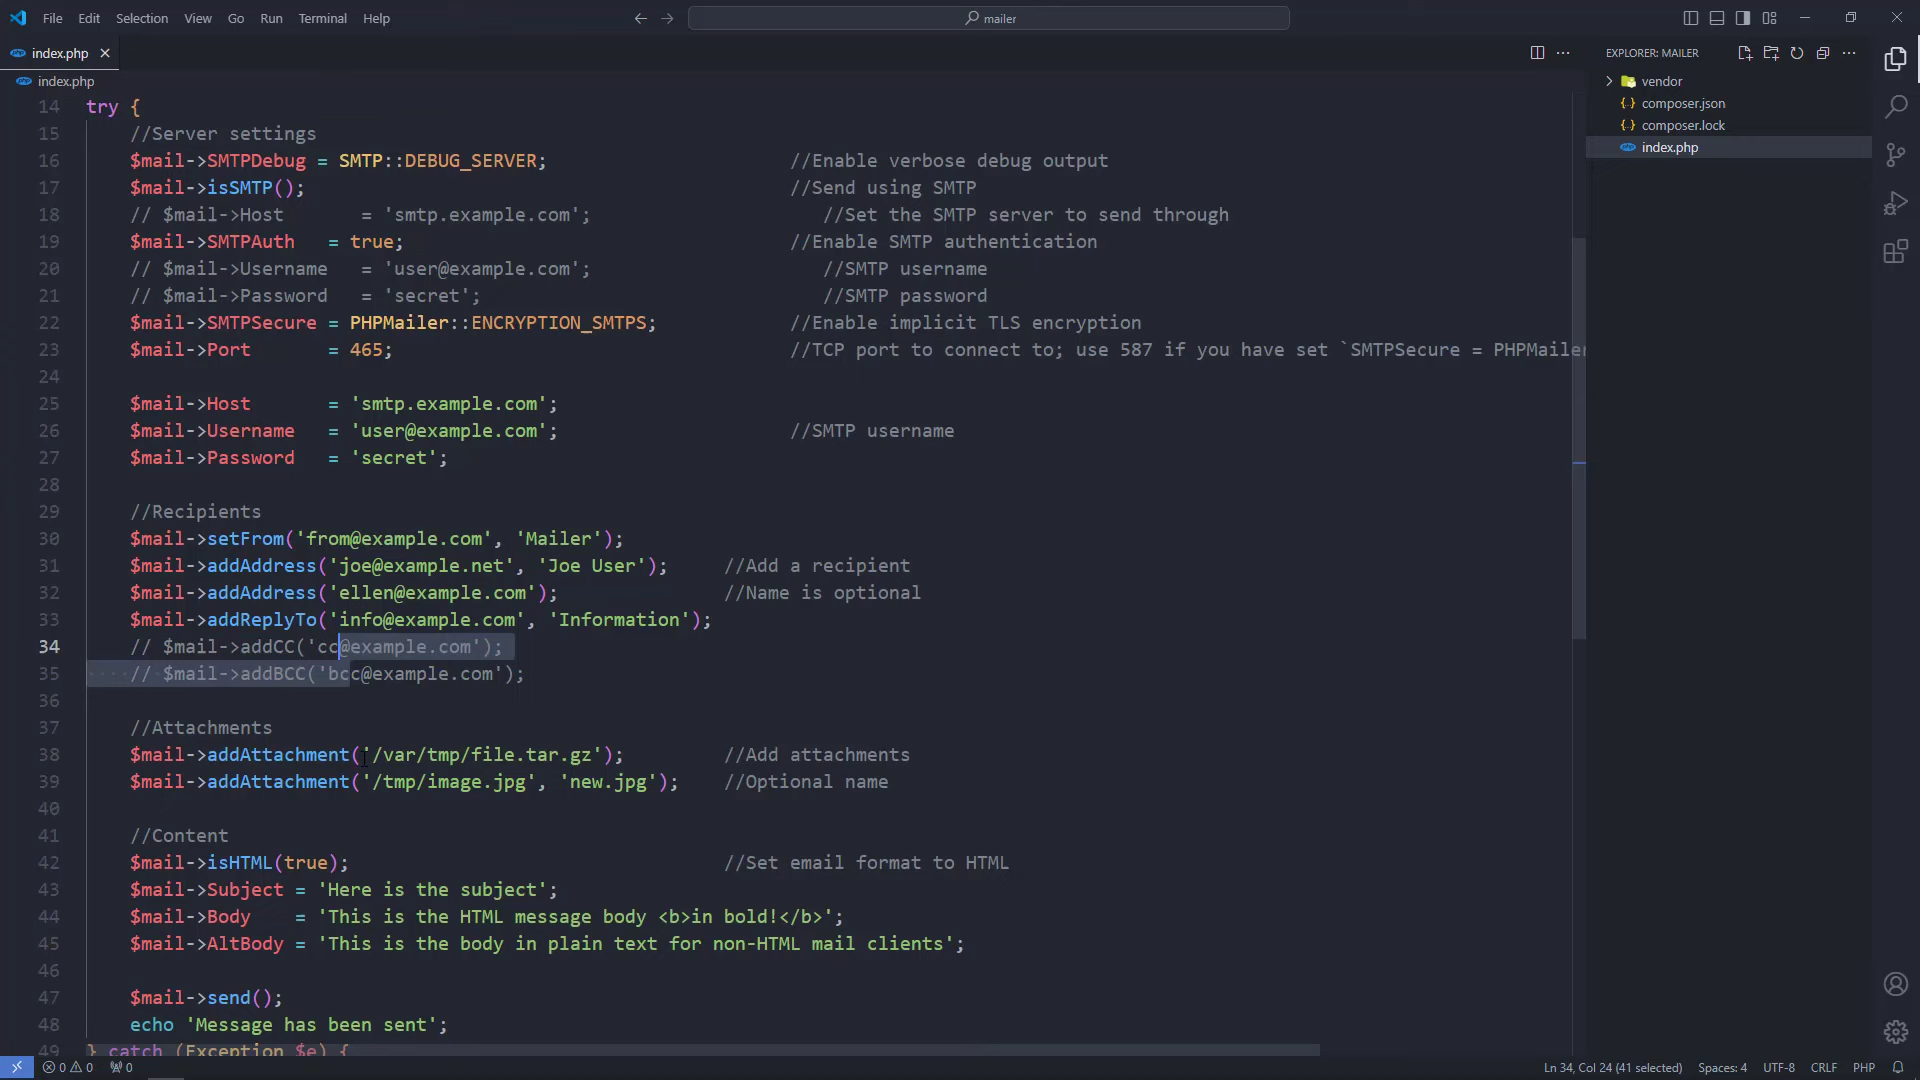 File Edit Selection View Go Run Terminal Help
mailer
index.php
EXPLORER: MAILER
index.php
vendor
composer.json
composer.lock
index.php
14 try {
15 //Server settings
16 $mail->SMTPDebug = SMTP::DEBUG_SERVER; //Enable verbose debug output
17 $mail->isSMTP(); //Send using SMTP
18 // $mail->Host = 'smtp.example.com'; //Set the SMTP server to send through
19 $mail->SMTPAuth = true; //Enable SMTP authentication
20 // $mail->Username = 'user@example.com'; //SMTP username
21 // $mail->Password = 'secret'; //SMTP password
22 $mail->SMTPSecure = PHPMailer::ENCRYPTION_SMTPS; //Enable implicit TLS encryption
23 $mail->Port = 465; //TCP port to connect to; use 587 if you have set `SMTPSecure = PHPMailer
24
25 $mail->Host = 'smtp.example.com';
26 $mail->Username = 'user@example.com'; //SMTP username
27 $mail->Password = 'secret';
28
29 //Recipients
30 $mail->setFrom('from@example.com', 'Mailer');
31 $mail->addAddress('joe@example.net', 'Joe User'); //Add a recipient
32 $mail->addAddress('ellen@example.com'); //Name is optional
33 $mail->addReplyTo('info@example.com', 'Information');
34 // $mail->addCC('cc@example.com');
35 // $mail->addBCC('bcc@example.com');
36
37 //Attachments
38 $mail->addAttachment('/var/tmp/file.tar.gz'); //Add attachments
39 $mail->addAttachment('/tmp/image.jpg', 'new.jpg'); //Optional name
40
41 //Content
42 $mail->isHTML(true); //Set email format to HTML
43 $mail->Subject = 'Here is the subject';
44 $mail->Body = 'This is the HTML message body <b>in bold!</b>';
45 $mail->AltBody = 'This is the body in plain text for non-HTML mail clients';
46
47 $mail->send();
48 echo 'Message has been sent';
49 } catch (Exception $e) {
0 0 0 Ln 34, Col 24 (41 selected) Spaces: 4 UTF-8 CRLF PHP